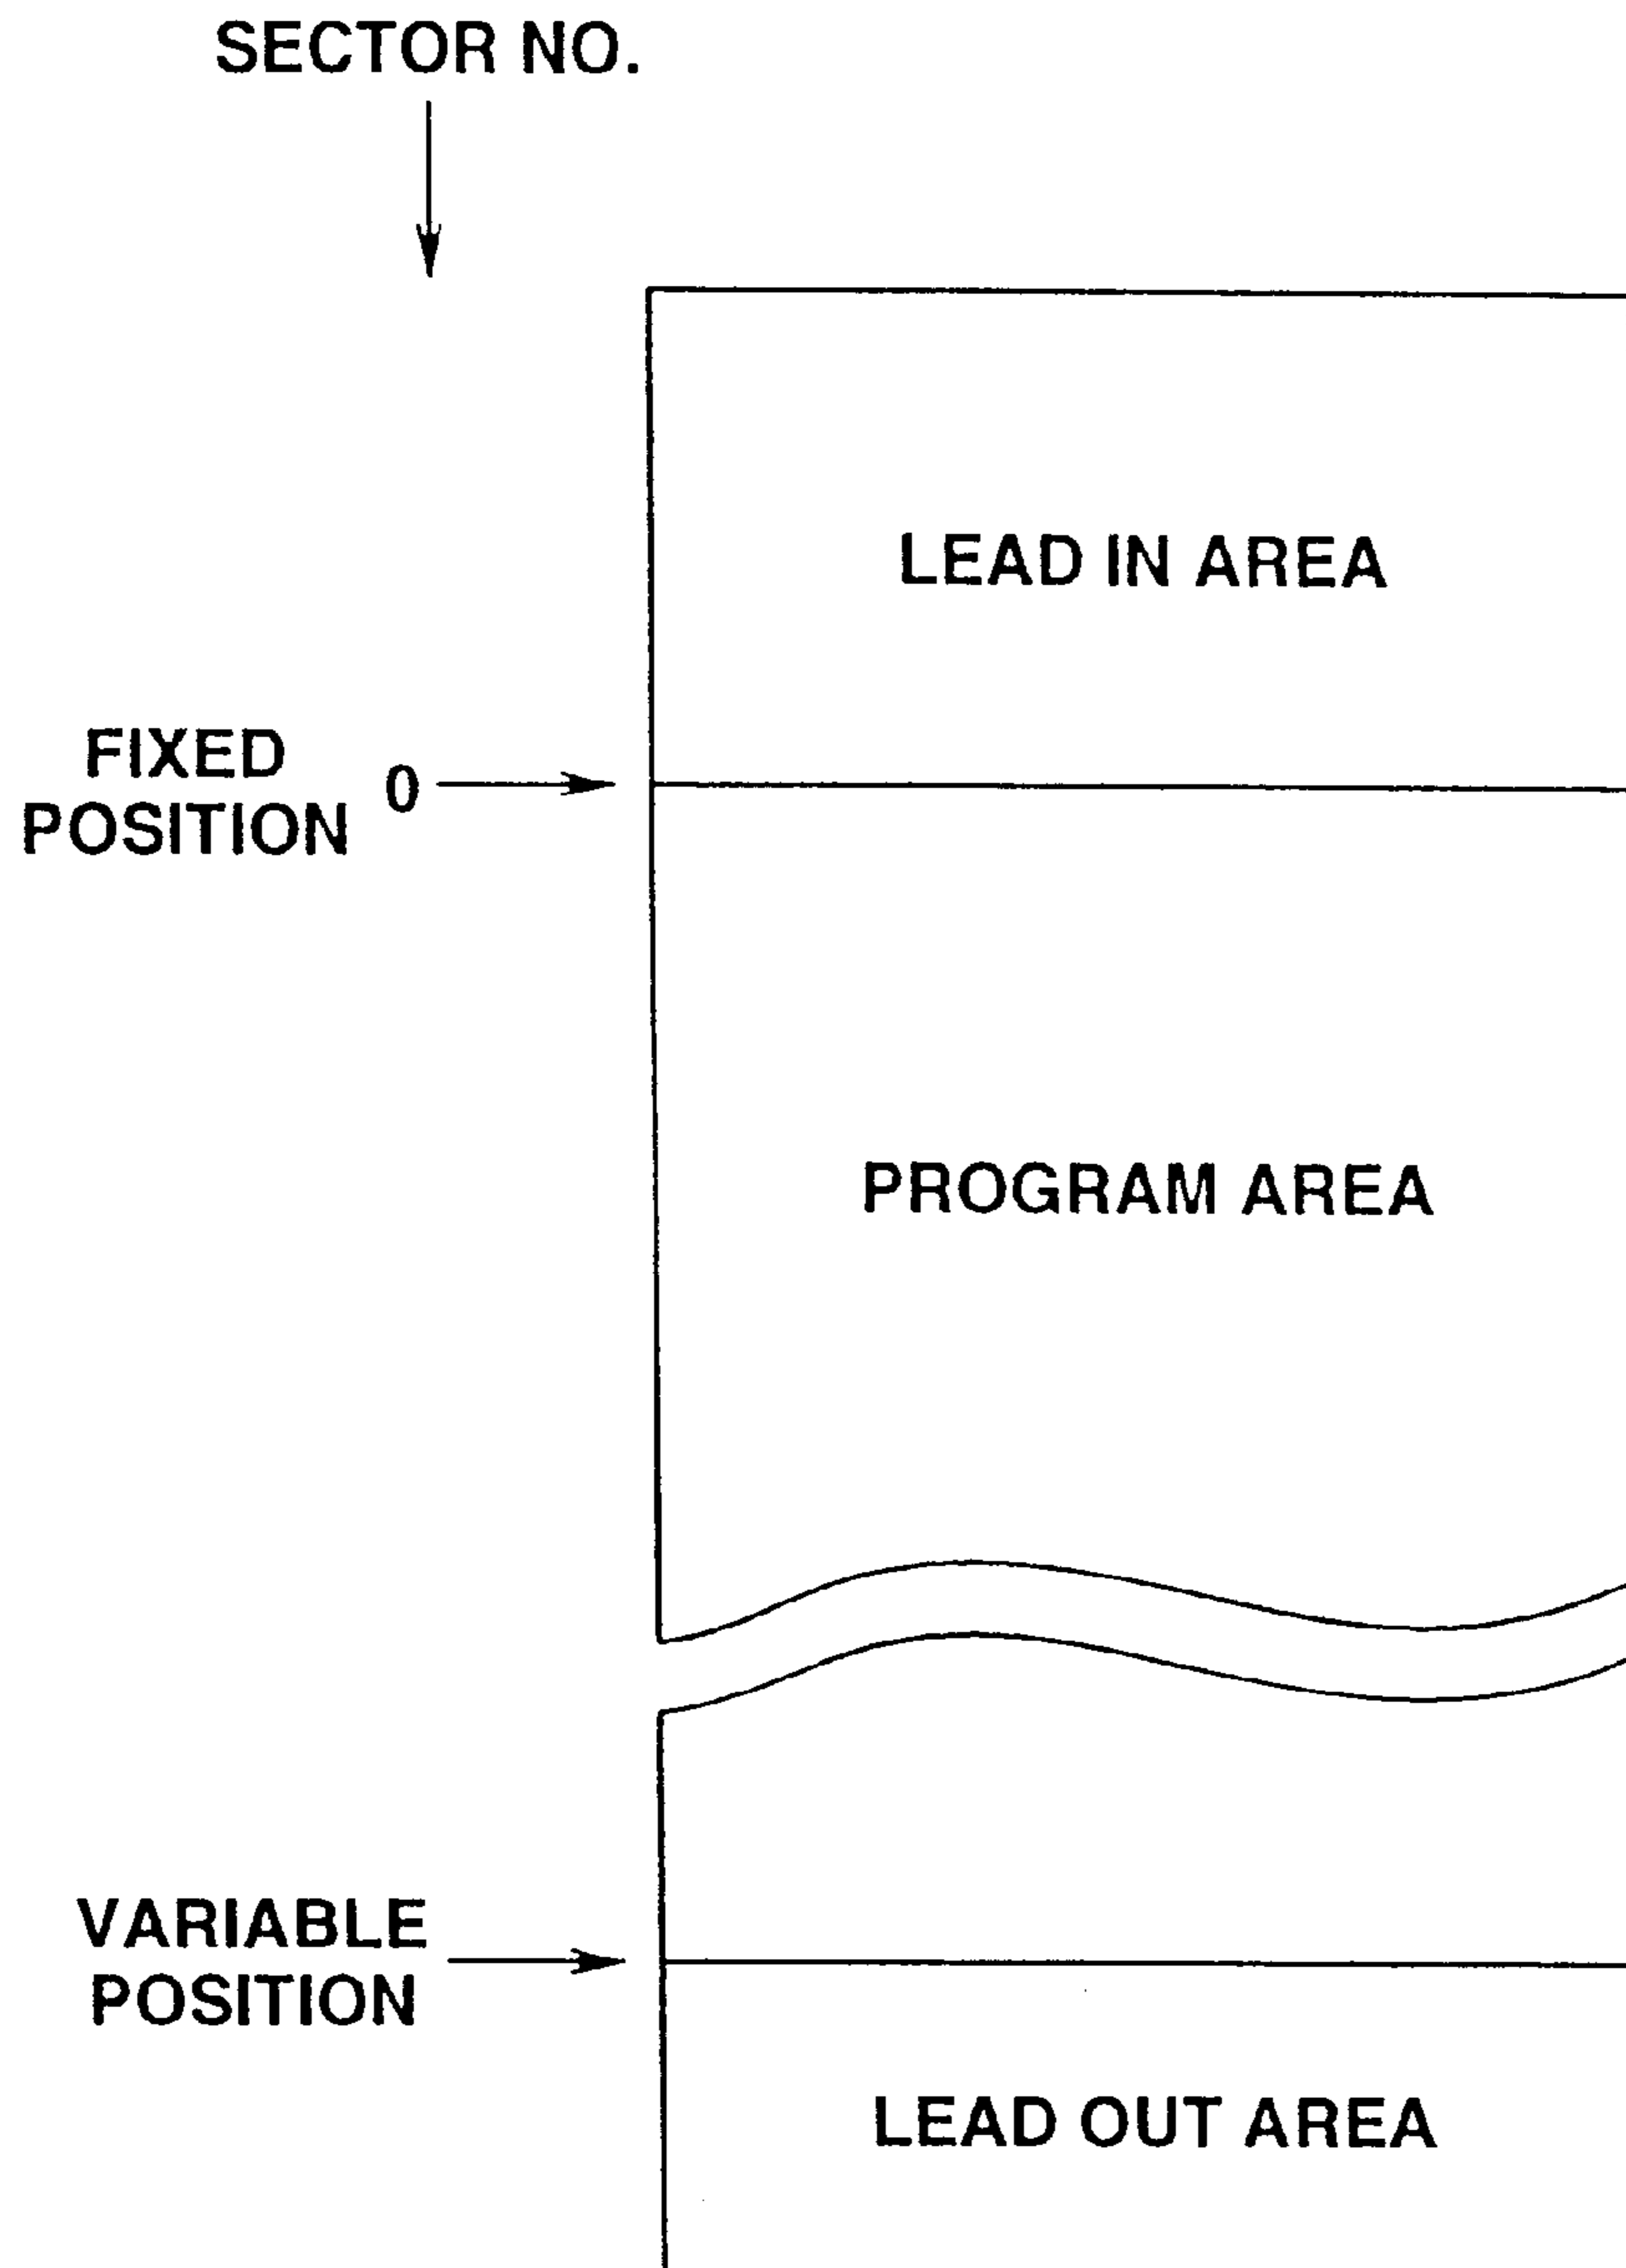 SECTOR NO.
LEAD IN AREA
FIXED
POSITION
0
PROGRAM AREA
VARIABLE
POSITION
LEAD OUT AREA